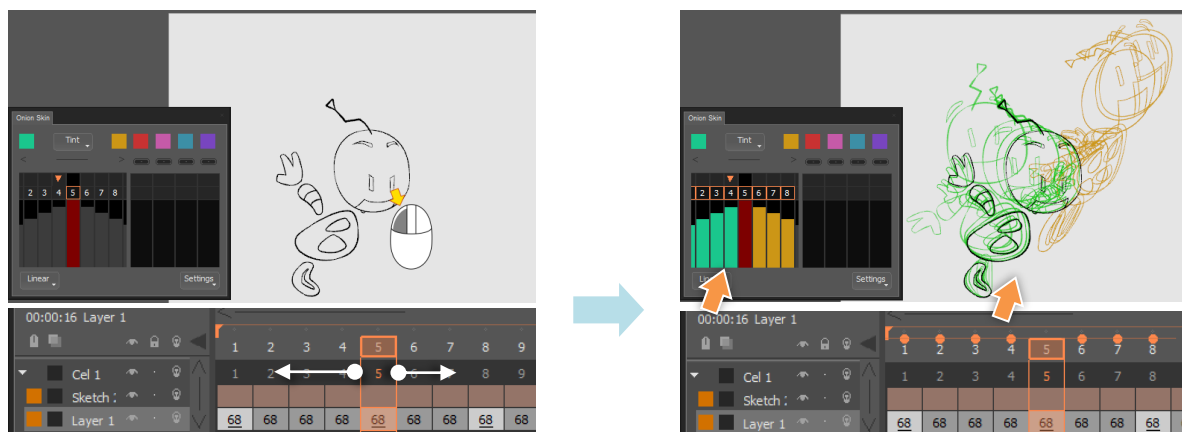 Onion Skin
Tint
< >
2 3 4 5 6 7 8
Linear
Settings
00:00:16 Layer 1
1 2 3 4 5 6 7 8 9
Cel 1
1 2 3 4 5 6 7 8 9
Sketch
Layer 1
68 68 68 68 68 68 68 68 68
Onion Skin
Tint
< >
2 3 4 5 6 7 8
Settings
00:00:16 Layer 1
1 2 3 4 5 6 7 8
Cel 1
1 2 3 4 5 6 7 8
Sketch
Layer 1
68 68 68 68 68 68 68 68